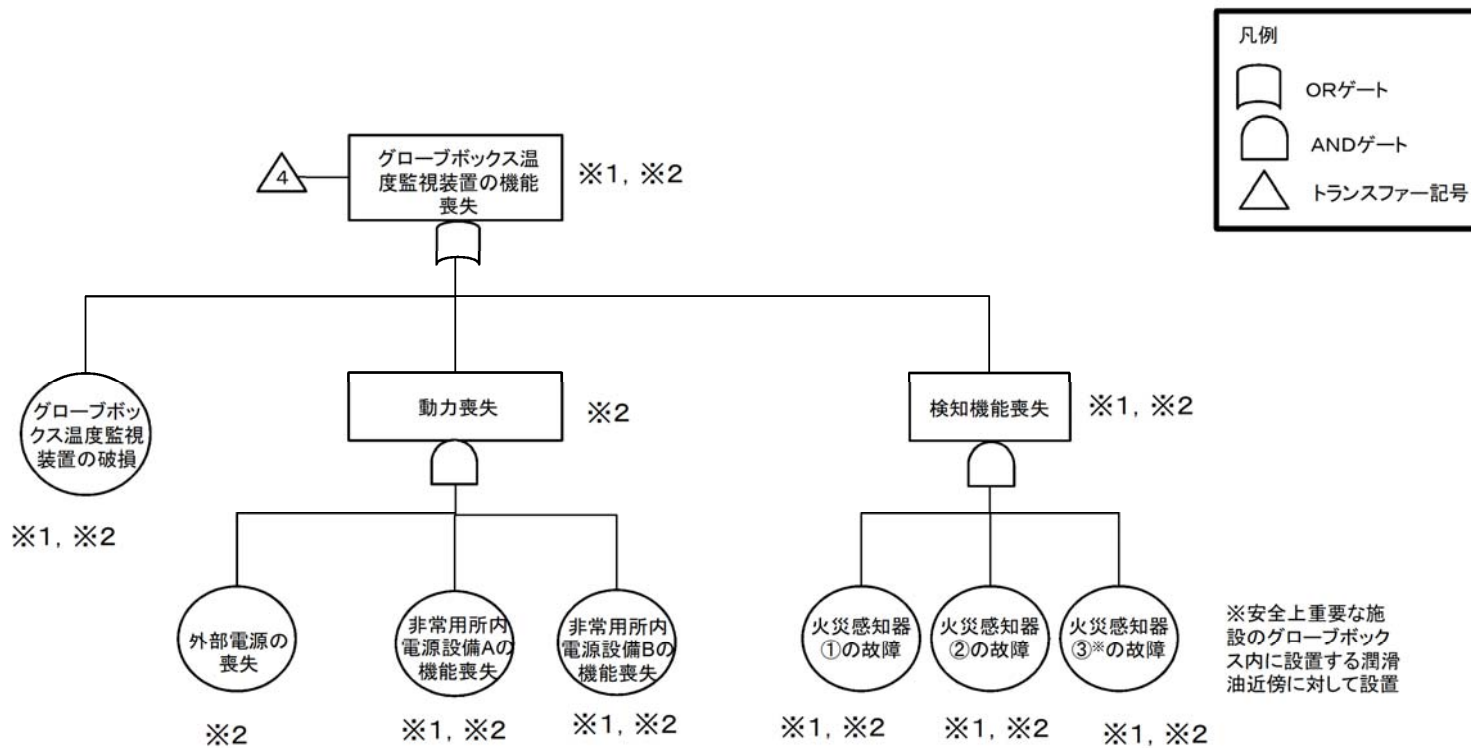 凡例
ORゲート
ANDゲート
トランスファー記号
4
グローブボックス温
度監視装置の機能
喪失
※1, ※2
グローブボッ
クス温度監視
装置の破損
※1, ※2
動力喪失
※2
検知機能喪失
※1, ※2
外部電源の
喪失
※2
非常用所内
電源設備Aの
機能喪失
※1, ※2
非常用所内
電源設備Bの
機能喪失
※1, ※2
火災感知器
①の故障
※1, ※2
火災感知器
②の故障
※1, ※2
火災感知器
③※の故障
※1, ※2
※安全上重要な施
設のグローブボック
ス内に設置する潤滑
油近傍に対して設置